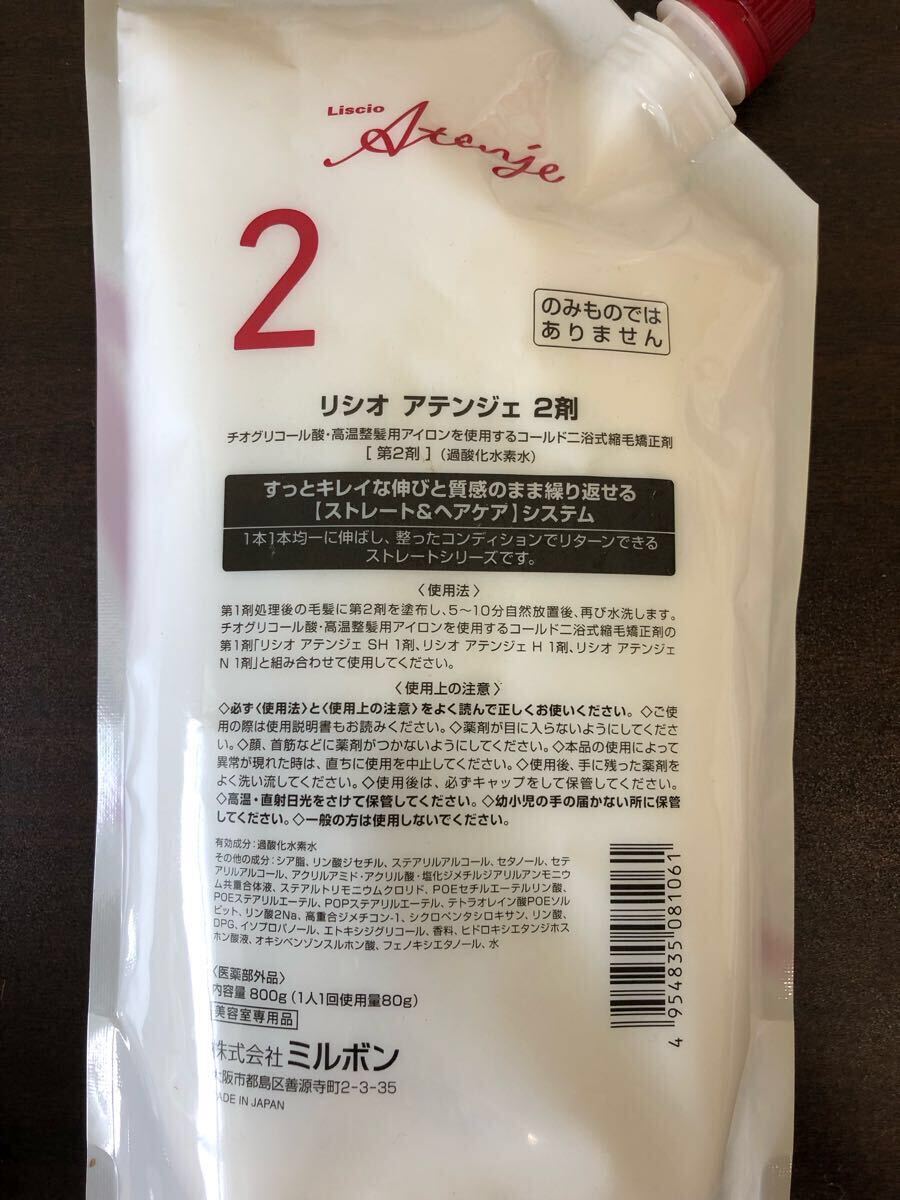 Liscio
Atenje
2
のみものでは
ありません
リシオ アテンジェ 2剤
チオグリコール酸・高温整髪用アイロンを使用するコールド二浴式縮毛矯正剤
[ 第2剤 ] (過酸化水素水)
すっとキレイな伸びと質感のまま繰り返せる
【ストレート&ヘアケア】システム
1本1本均一に伸ばし、整ったコンディションでリターンできる
ストレートシリーズです。
〈使用法〉
第1剤処理後の毛髪に第2剤を塗布し、5〜10分自然放置後、再び水洗します。
チオグリコール酸・高温整髪用アイロンを使用するコールド二浴式縮毛矯正剤の
第1剤「リシオ アテンジェ SH 1剤、リシオ アテンジェ H 1剤、リシオ アテンジェ
N 1剤」と組み合わせて使用してください。
〈使用上の注意〉
◇必ず〈使用法〉と〈使用上の注意〉をよく読んで正しくお使いください。◇ご使
用の際は使用説明書もお読みください。◇薬剤が目に入らないようにしてくださ
い。◇顔、首筋などに薬剤がつかないようにしてください。◇本品の使用によって
異常が現れた時は、直ちに使用を中止してください。◇使用後、手に残った薬剤を
よく洗い流してください。◇使用後は、必ずキャップをして保管してください。
◇高温・直射日光をさけて保管してください。◇幼小児の手の届かない所に保管
してください。◇一般の方は使用しないでください。
有効成分：過酸化水素水
その他の成分：シア脂、リン酸ジセチル、ステアリルアルコール、セタノール、セテ
アリルアルコール、アクリルアミド・アクリル酸・塩化ジメチルジアリルアンモニウ
ム共重合体液、ステアルトリモニウムクロリド、POEセチルエーテルリン酸、
POEステアリルエーテル、POPステアリルエーテル、テトラオレイン酸POEソル
ビット、リン酸2Na、高重合ジメチコン-1、シクロペンタシロキサン、リン酸、
DPG、イソプロパノール、エトキシジグリコール、香料、ヒドロキシエタンジホス
ホン酸液、オキシベンゾンスルホン酸、フェノキシエタノール、水
〈医薬部外品〉
内容量 800g (1人1回使用量80g)
美容室専用品
株式会社 ミルボン
大阪市都島区善源寺町2-3-35
MADE IN JAPAN
4 954835 081061